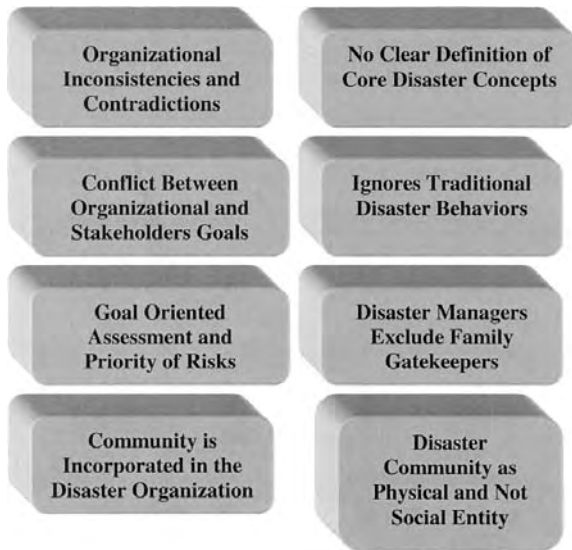 Organizational
Inconsistencies and
Contradictions
No Clear Definition of
Core Disaster Concepts
Conflict Between
Organizational and
Stakeholders Goals
Ignores Traditional
Disaster Behaviors
Goal Oriented
Assessment and
Priority of Risks
Disaster Managers
Exclude Family
Gatekeepers
Community is
Incorporated in the
Disaster Organization
Disaster
Community as
Physical and Not
Social Entity